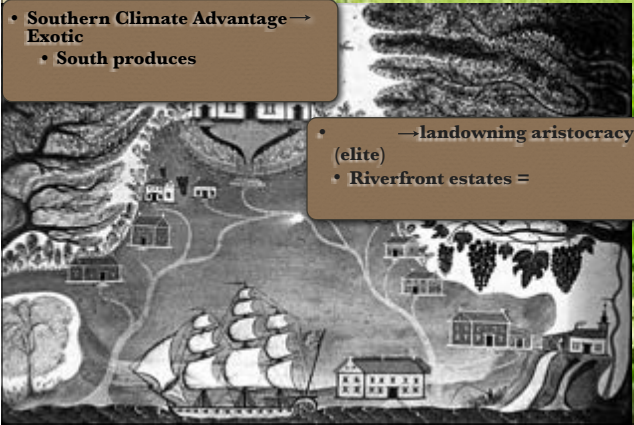 • Southern Climate Advantage→
Exotic
• South produces
• →landowning aristocracy
(elite)
• Riverfront estates =